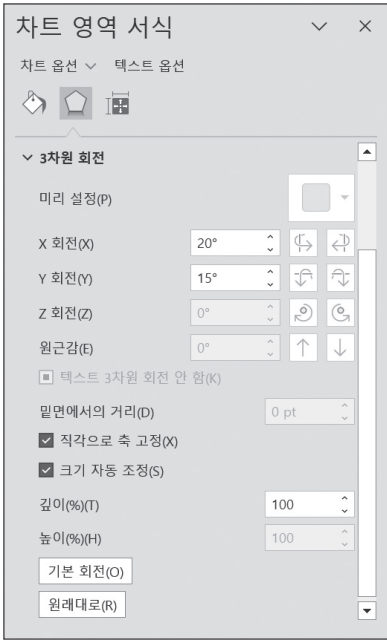 차트 영역 서식
차트 옵션 텍스트 옵션
3차원 회전
미리 설정(P)
X 회전(X) 20°
Y 회전(Y) 15°
Z 회전(Z) 0°
원근감(E) 0°
텍스트 3차원 회전 안 함(K)
밑면에서의 거리(D) 0 pt
직각으로 축 고정(X)
크기 자동 조정(S)
깊이(%)(T) 100
높이(%)(H) 100
기본 회전(O)
원래대로(R)